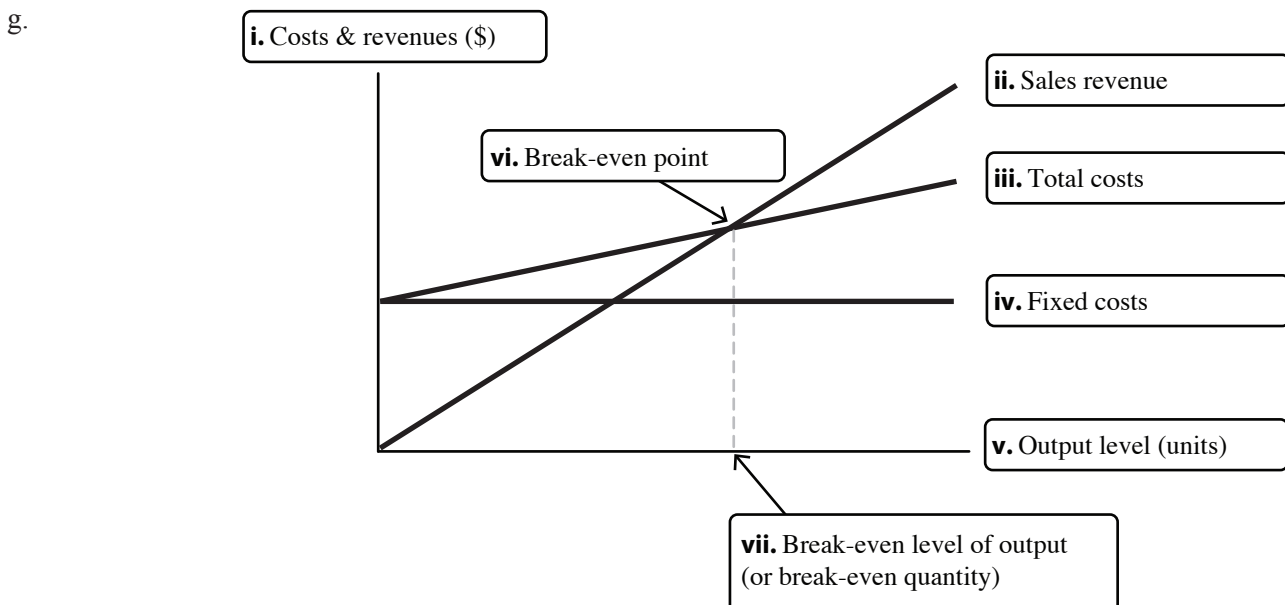 g.
i. Costs & revenues ($)
ii. Sales revenue
vi. Break-even point
iii. Total costs
iv. Fixed costs
v. Output level (units)
vii. Break-even level of output
(or break-even quantity)